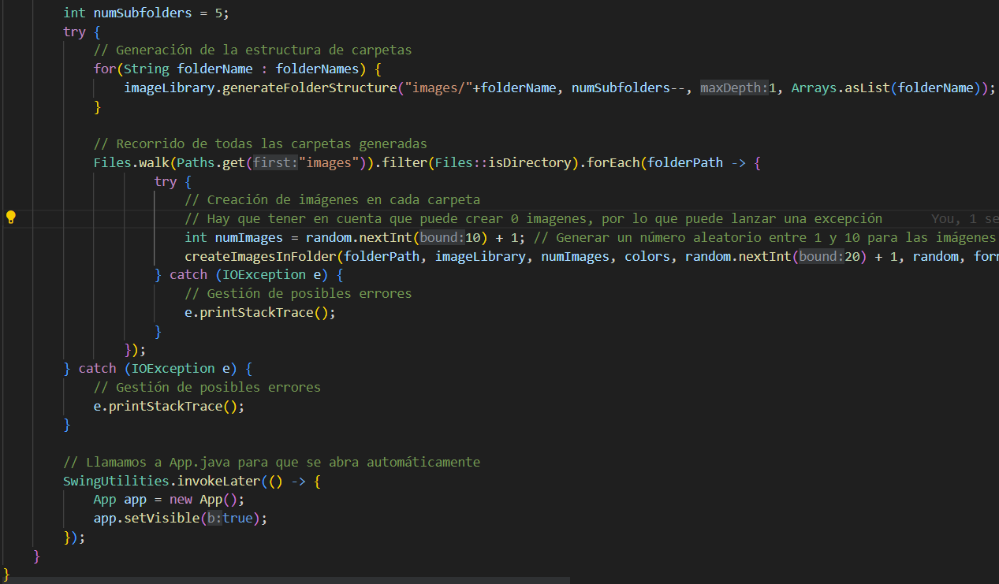 int numSubfolders = 5;
try {
// Generación de la estructura de carpetas
for(String folderName : folderNames) {
imageLibrary.generateFolderStructure("images/"+folderName, numSubfolders--, maxDepth:1, Arrays.asList(folderName));
}
// Recorrido de todas las carpetas generadas
Files.walk(Paths.get(first:"images")).filter(Files::isDirectory).forEach(folderPath -> {
try {
// Creación de imágenes en cada carpeta
// Hay que tener en cuenta que puede crear 0 imagenes, por lo que puede lanzar una excepción You, 1 se
int numImages = random.nextInt(bound:10) + 1; // Generar un número aleatorio entre 1 y 10 para las imágenes
createImagesInFolder(folderPath, imageLibrary, numImages, colors, random.nextInt(bound:20) + 1, random, for
} catch (IOException e) {
// Gestión de posibles errores
e.printStackTrace();
}
});
} catch (IOException e) {
// Gestión de posibles errores
e.printStackTrace();
}
// Llamamos a App.java para que se abra automáticamente
SwingUtilities.invokeLater(() -> {
App app = new App();
app.setVisible(b:true);
});
}
}